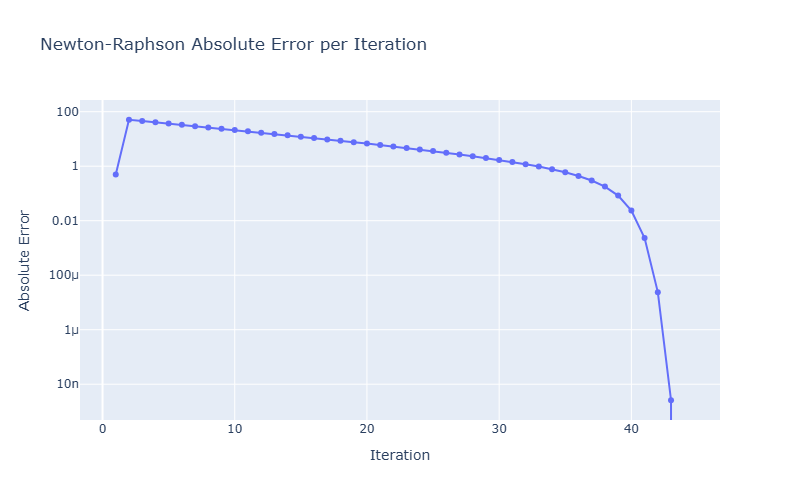 Newton-Raphson Absolute Error per Iteration
Absolute Error
100
1
0.01
100μ
1μ
10n
0
10
20
30
40
Iteration